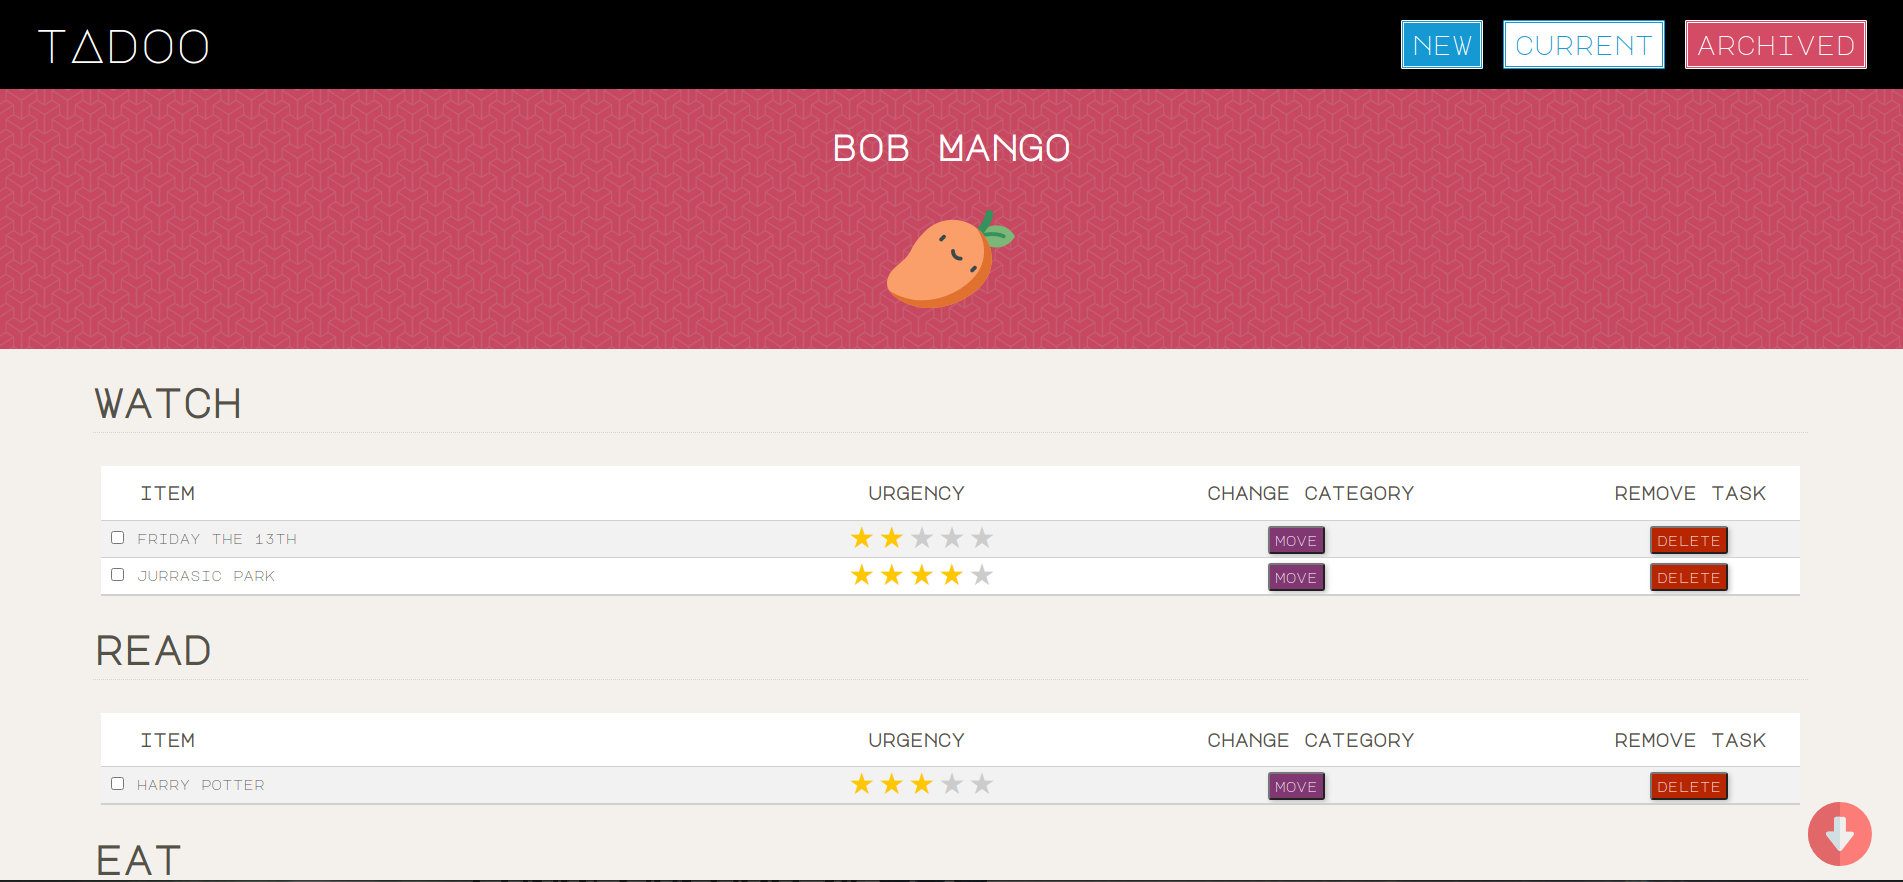 TADOO
NEW CURRENT ARCHIVED
BOB MANGO
WATCH
ITEM URGENCY CHANGE CATEGORY REMOVE TASK
FRIDAY THE 13TH MOVE DELETE
JURRASIC PARK MOVE DELETE
READ
ITEM URGENCY CHANGE CATEGORY REMOVE TASK
HARRY POTTER MOVE DELETE
EAT